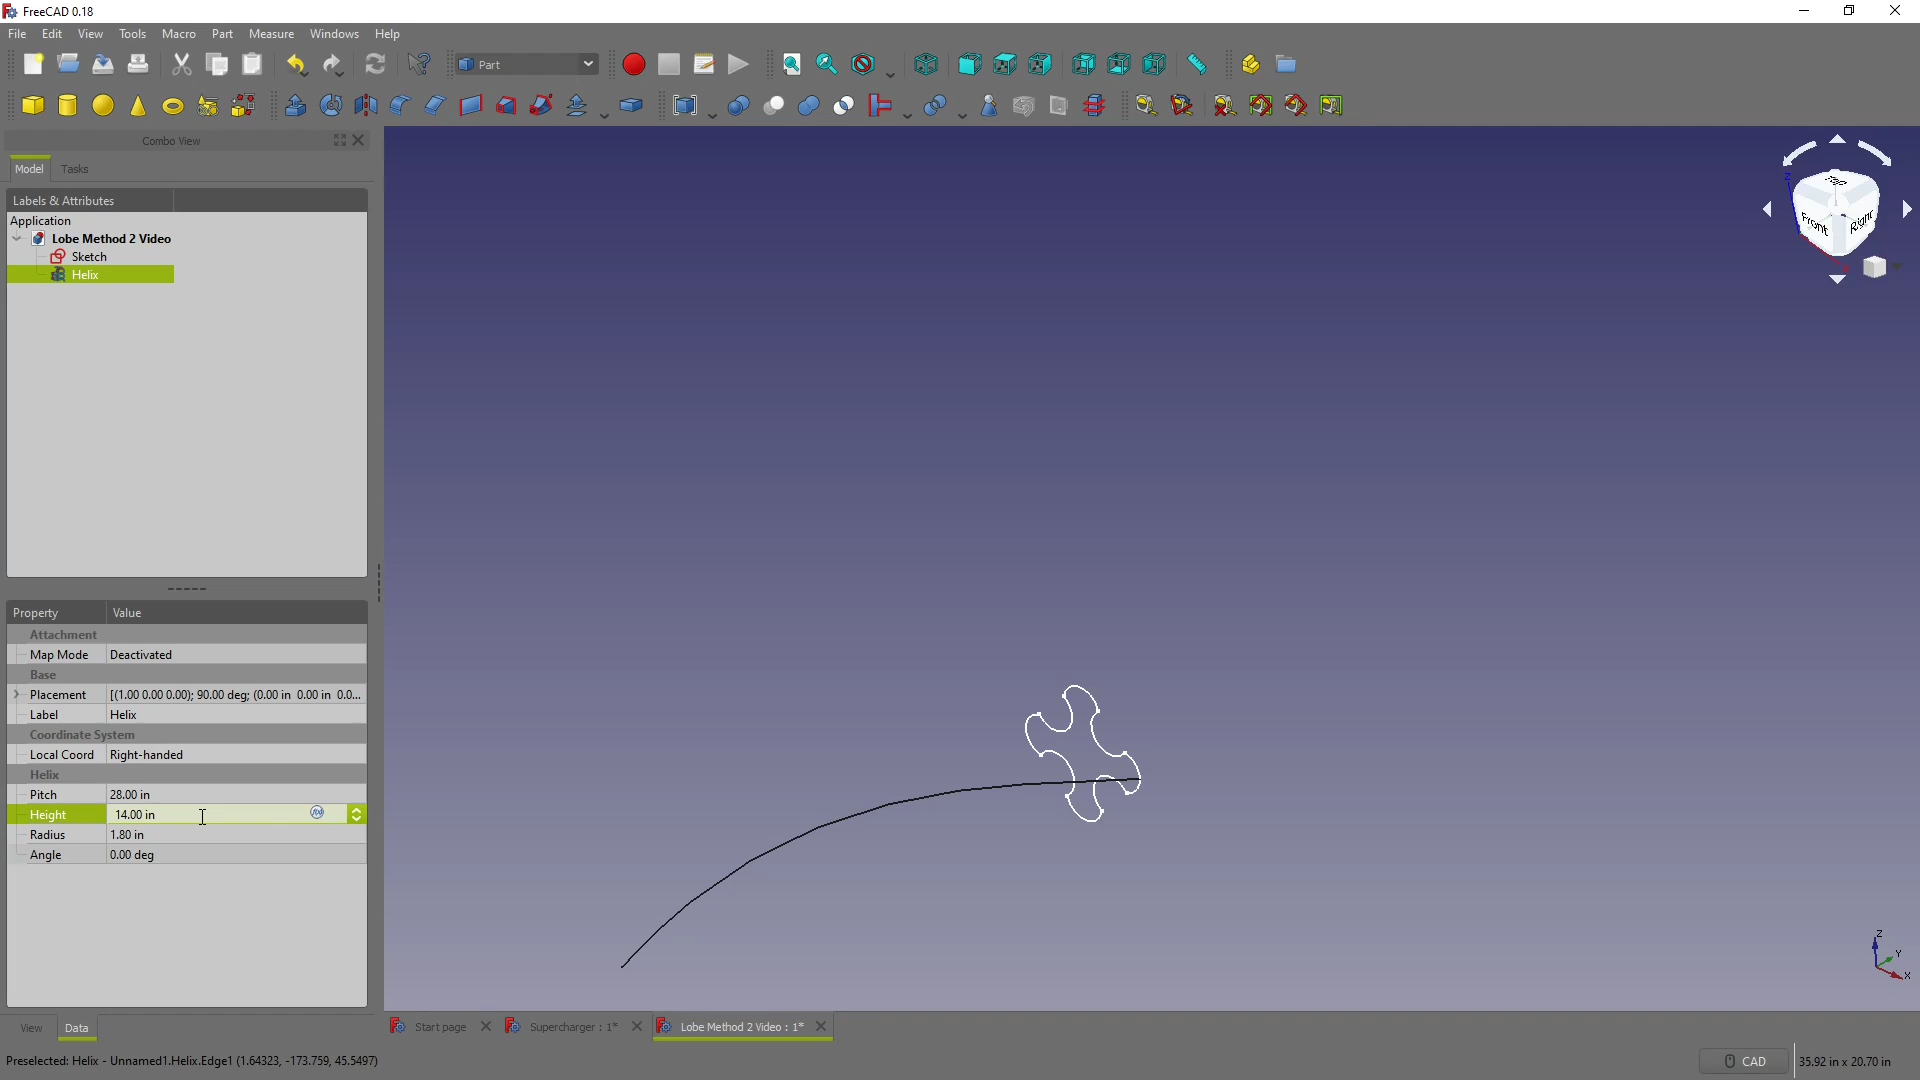 FreeCAD 0.18
File Edit View Tools Macro Part Measure Windows Help
Part
Combo View
Model Tasks
Labels & Attributes
Application
Lobe Method 2 Video
Sketch
Helix
Property Value
Attachment
Map Mode Deactivated
Base
Placement [(1.00 0.00 0.00); 90.00 deg; (0.00 in 0.00 in 0.0...
Label Helix
Coordinate System
Local Coord Right-handed
Helix
Pitch 28.00 in
Height 14.00 in
Radius 1.80 in
Angle 0.00 deg
View Data
Top
Front
Right
Z
Z
Y
X
Start page Supercharger : 1* Lobe Method 2 Video : 1*
Preselected: Helix - Unnamed1.Helix.Edge1 (1.64323, -173.759, 45.5497)
CAD 35.92 in x 20.70 in